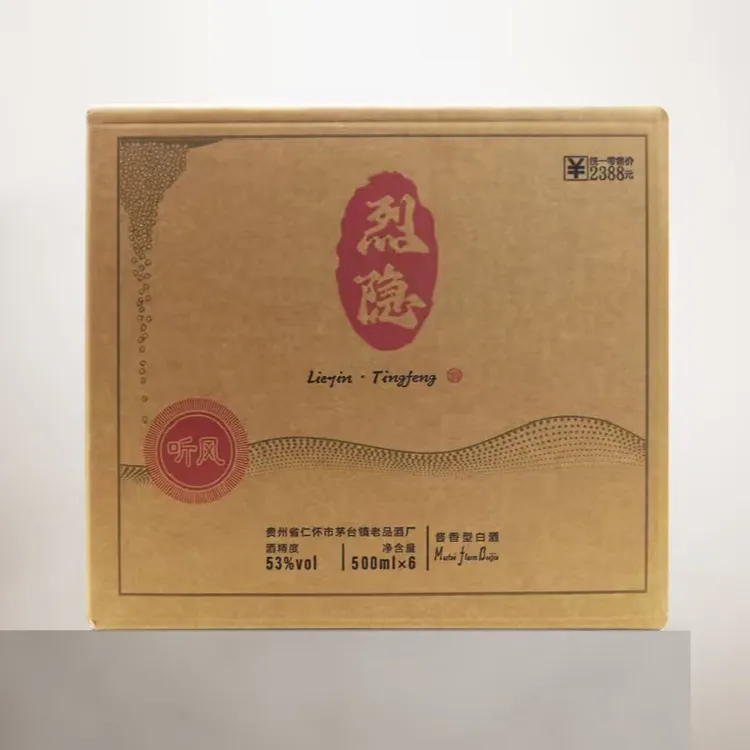 ¥ 统一零售价
2388元
烈
隐
Lieyin · Tingfeng
听风
贵州省仁怀市茅台镇老品酒厂
酒精度
53%vol
净含量
500ml×6
酱香型白酒